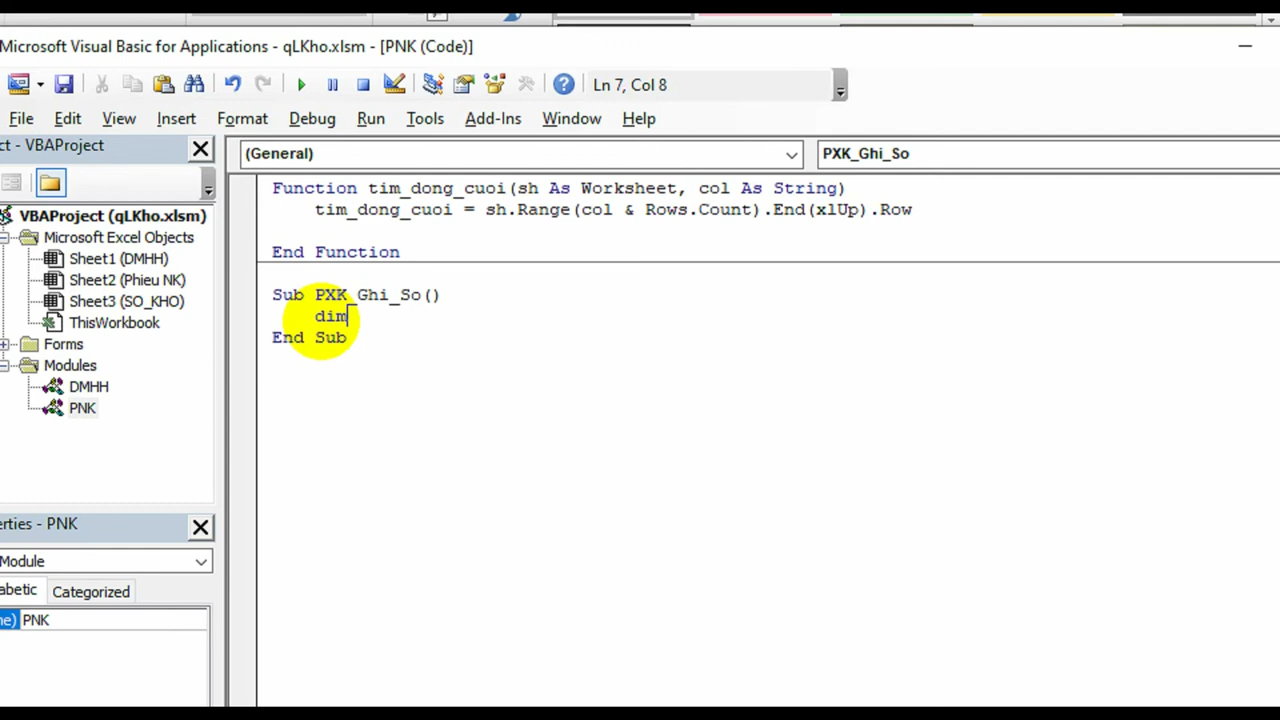 Microsoft Visual Basic for Applications - qLKho.xlsm - [PNK (Code)]
Ln 7, Col 8
File Edit View Insert Format Debug Run Tools Add-Ins Window Help
ct - VBAProject
(General)
PXK_Ghi_So
VBAProject (qLKho.xlsm)
Microsoft Excel Objects
Sheet1 (DMHH)
Sheet2 (Phieu NK)
Sheet3 (SO_KHO)
ThisWorkbook
Forms
Modules
DMHH
PNK
Function tim_dong_cuoi(sh As Worksheet, col As String)
tim_dong_cuoi = sh.Range(col & Rows.Count).End(xlUp).Row
End Function
Sub PXK_Ghi_So()
dim
End Sub
erties - PNK
Module
abetic Categorized
ne) PNK